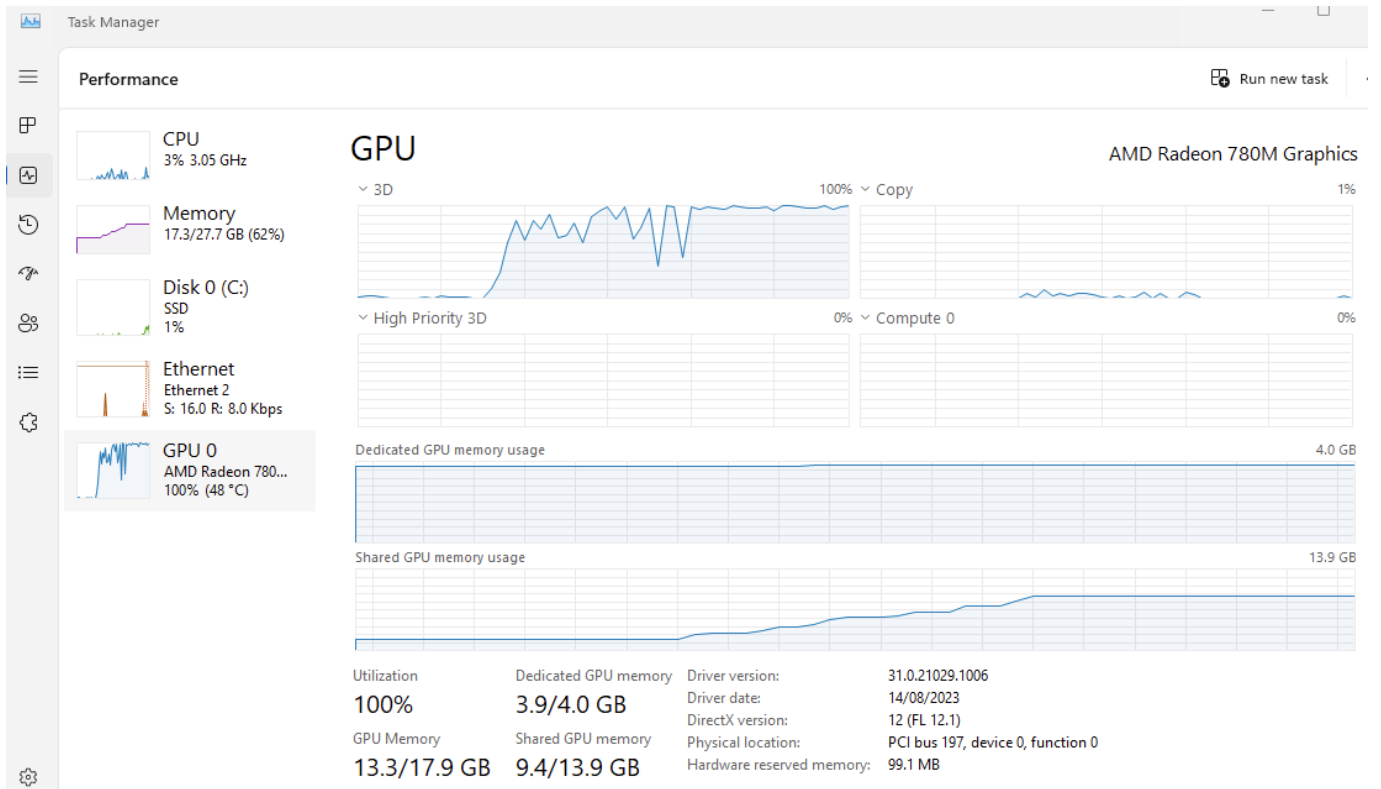 Task Manager
Performance
Run new task
CPU
3% 3.05 GHz
Memory
17.3/27.7 GB (62%)
Disk 0 (C:)
SSD
1%
Ethernet
Ethernet 2
S: 16.0 R: 8.0 Kbps
GPU 0
AMD Radeon 780...
100% (48 °C)
GPU
AMD Radeon 780M Graphics
3D 100%
Copy 1%
High Priority 3D 0%
Compute 0 0%
Dedicated GPU memory usage 4.0 GB
Shared GPU memory usage 13.9 GB
Utilization
100%
Dedicated GPU memory
3.9/4.0 GB
GPU Memory
13.3/17.9 GB
Shared GPU memory
9.4/13.9 GB
Driver version: 31.0.21029.1006
Driver date: 14/08/2023
DirectX version: 12 (FL 12.1)
Physical location: PCI bus 197, device 0, function 0
Hardware reserved memory: 99.1 MB